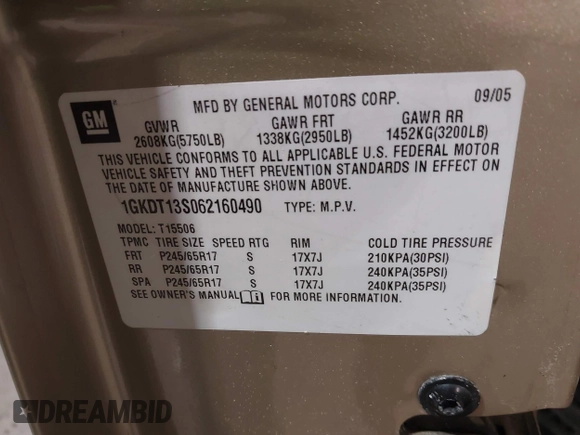 GM
MFD BY GENERAL MOTORS CORP. 09/05
GVWR GAWR FRT GAWR RR
2608KG(5750LB) 1338KG(2950LB) 1452KG(3200LB)
THIS VEHICLE CONFORMS TO ALL APPLICABLE U.S. FEDERAL MOTOR
VEHICLE SAFETY AND THEFT PREVENTION STANDARDS IN EFFECT ON
THE DATE OF MANUFACTURE SHOWN ABOVE.
1GKDT13S062160490 TYPE: M.P.V.
MODEL: T15506
TPMC TIRE SIZE SPEED RTG RIM COLD TIRE PRESSURE
FRT P245/65R17 S 17X7J 210KPA(30PSI)
RR P245/65R17 S 17X7J 240KPA(35PSI)
SPA P245/65R17 S 17X7J 240KPA(35PSI)
SEE OWNER'S MANUAL FOR MORE INFORMATION.
DREAMBID